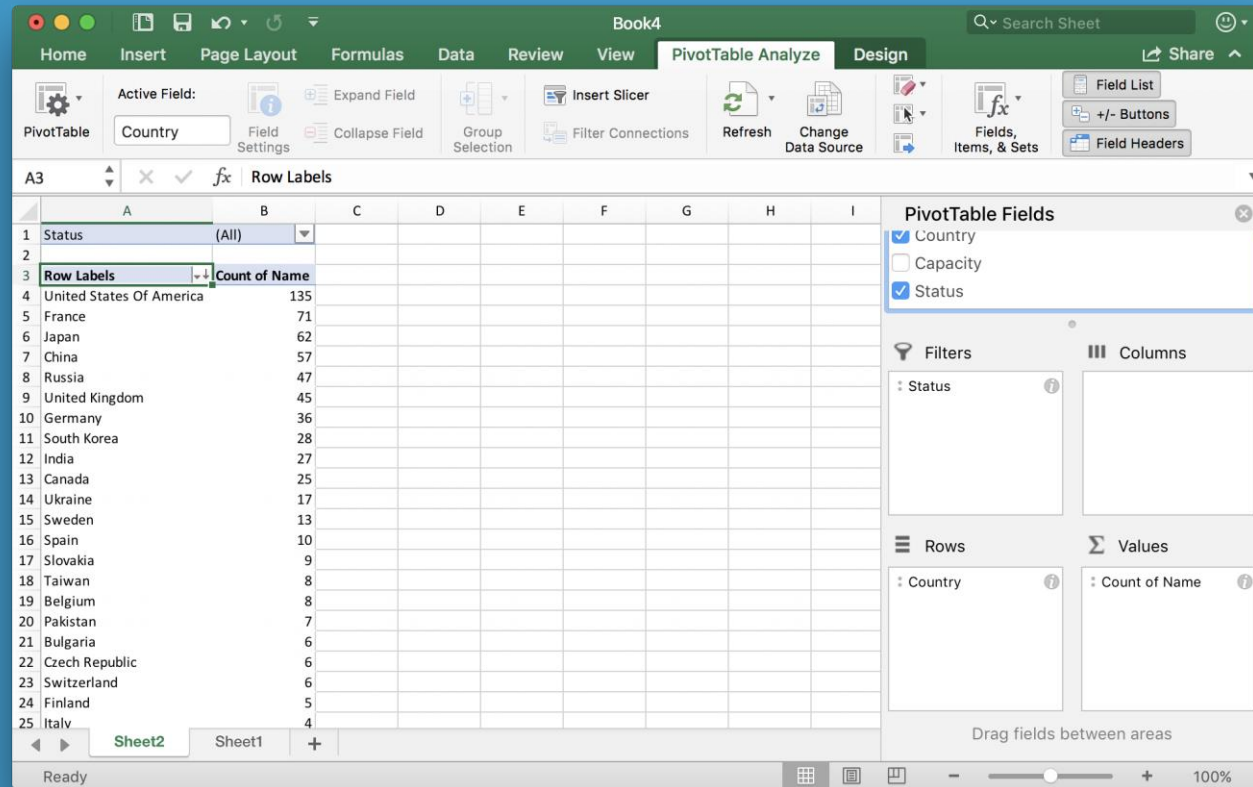 Book4
Search Sheet
Home Insert Page Layout Formulas Data Review View PivotTable Analyze Design Share
PivotTable
Active Field:
Country
Field Settings
Expand Field
Collapse Field
Group Selection
Insert Slicer
Filter Connections
Refresh
Change Data Source
Fields, Items, & Sets
Field List
+/- Buttons
Field Headers
A3 fx Row Labels
A B C D E F G H I
1 Status (All)
2
3 Row Labels Count of Name
4 United States Of America 135
5 France 71
6 Japan 62
7 China 57
8 Russia 47
9 United Kingdom 45
10 Germany 36
11 South Korea 28
12 India 27
13 Canada 25
14 Ukraine 17
15 Sweden 13
16 Spain 10
17 Slovakia 9
18 Taiwan 8
19 Belgium 8
20 Pakistan 7
21 Bulgaria 6
22 Czech Republic 6
23 Switzerland 6
24 Finland 5
25 Italy 4
PivotTable Fields
Country
Capacity
Status
Filters
Status
Columns
Rows
Country
Σ Values
Count of Name
Drag fields between areas
Sheet2 Sheet1 +
Ready
− + 100%